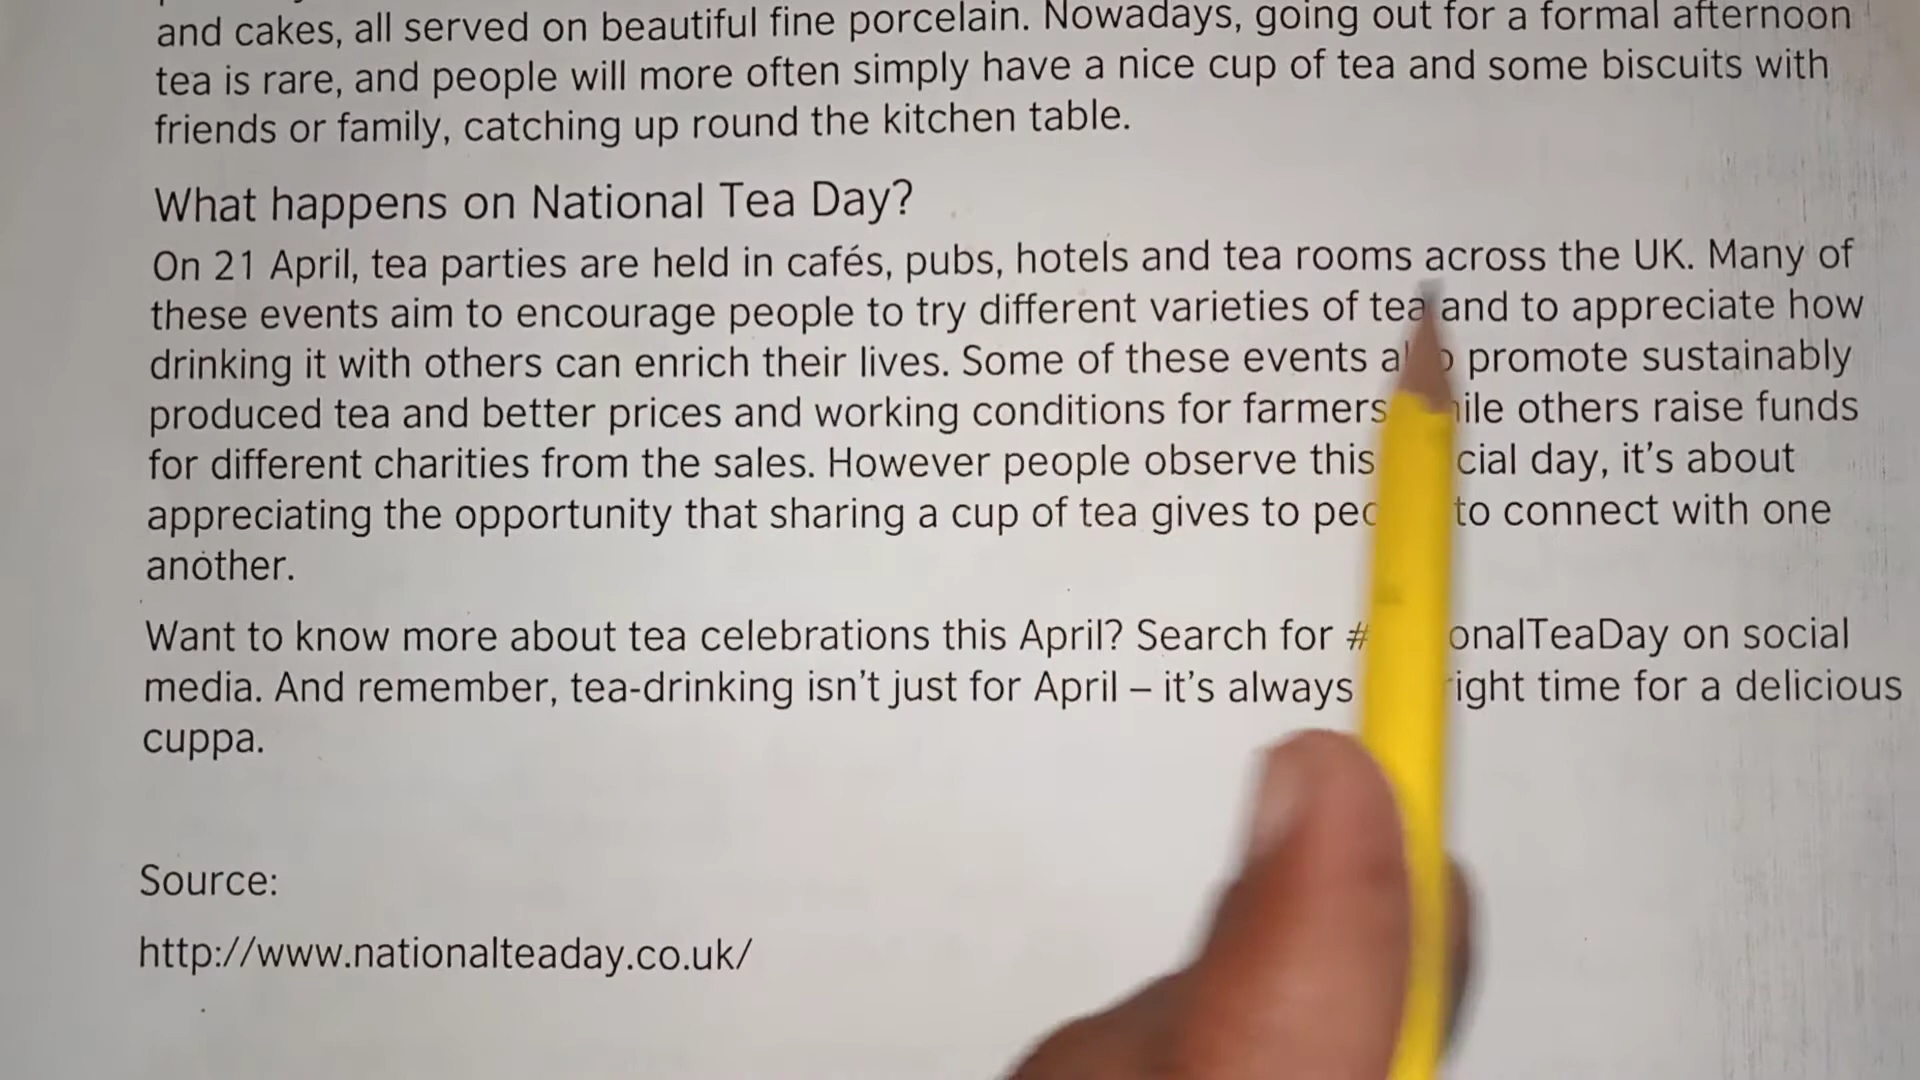 and cakes, all served on beautiful fine porcelain. Nowadays, going out for a formal afternoon
tea is rare, and people will more often simply have a nice cup of tea and some biscuits with
friends or family, catching up round the kitchen table.
What happens on National Tea Day?
On 21 April, tea parties are held in cafés, pubs, hotels and tea rooms across the UK. Many of
these events aim to encourage people to try different varieties of tea and to appreciate how
drinking it with others can enrich their lives. Some of these events promote sustainably
produced tea and better prices and working conditions for farmers others raise funds
for different charities from the sales. However people observe this day, it's about
appreciating the opportunity that sharing a cup of tea gives to to connect with one
another.
Want to know more about tea celebrations this April? Search for on social
media. And remember, tea-drinking isn't just for April – it's always time for a delicious
cuppa.
Source:
http://www.nationalteaday.co.uk/